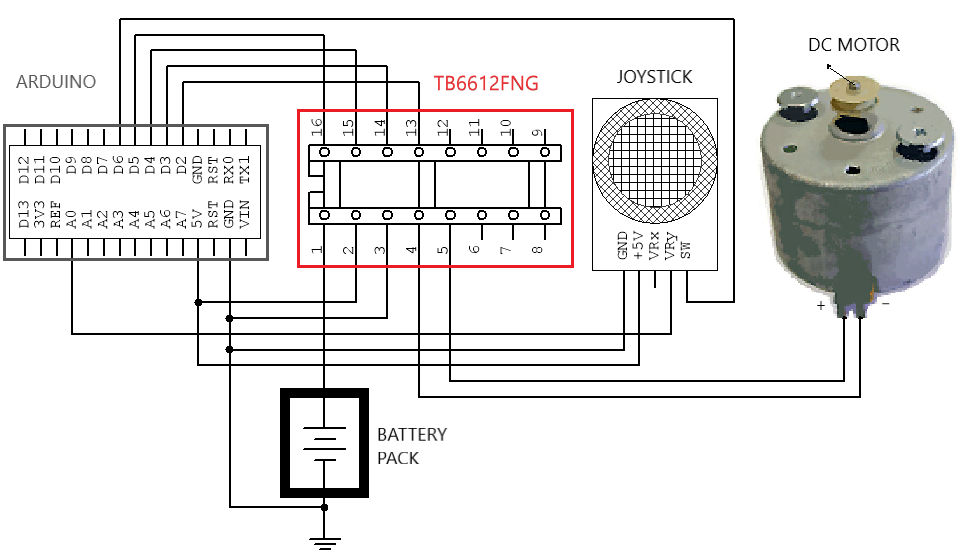 DC MOTOR
ARDUINO
TB6612FNG
JOYSTICK
16 15 14 13 12 11 10 9
D12 D11 D10 D9 D8 D7 D6 D5 D4 D3 D2 GND RST RX0 TX1
D13 3V3 REF A0 A1 A2 A3 A4 A5 A6 A7 5V RST GND VIN
1 2 3 4 5 6 7 8
GND +5V VRx VRy SW
+ −
BATTERY
PACK